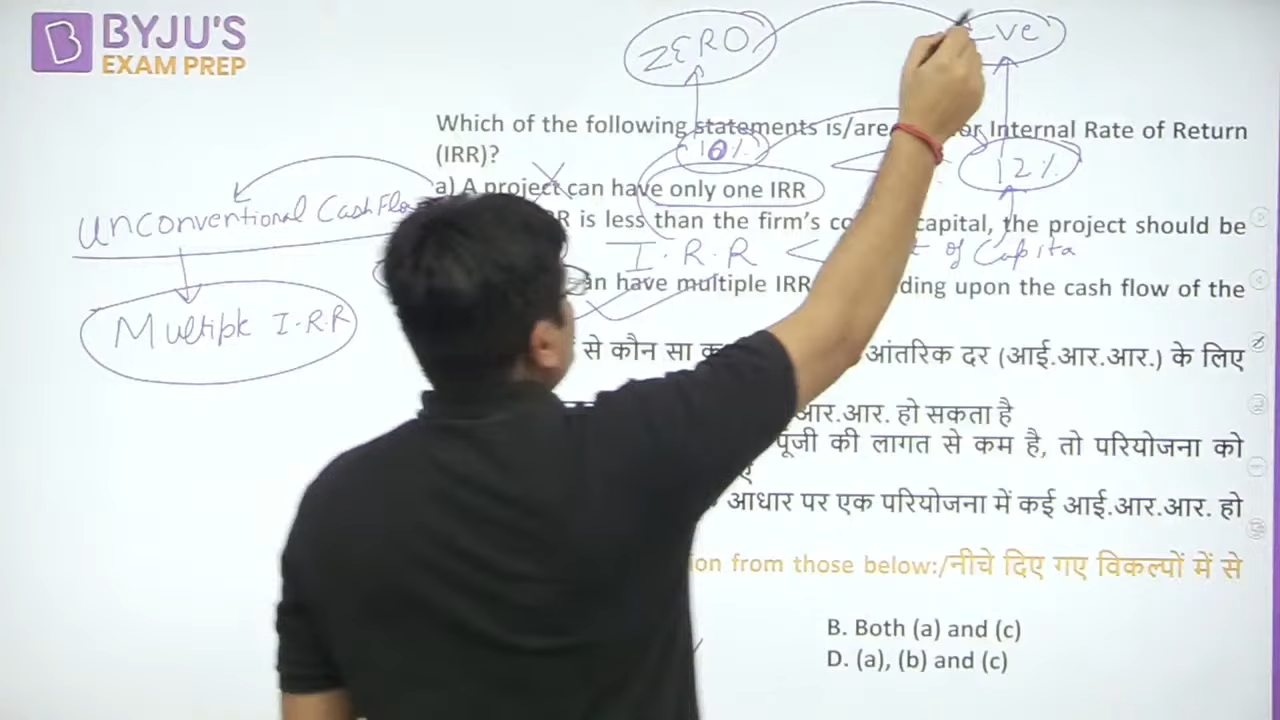 BYJU'S
EXAM PREP
ZERO
-ve
Which of the following statements is/are or Internal Rate of Return
(IRR)?
10%
12%
a) A project can have only one IRR
Unconventional Cash Flo
R is less than the firm's co capital, the project should be
I.R.R < t of Capita
an have multiple IRR ding upon the cash flow of the
Multiple I.R.R
से कौन सा आंतरिक दर (आई.आर.आर.) के लिए
आर.आर. हो सकता है
पूंजी की लागत से कम है, तो परियोजना को
आधार पर एक परियोजना में कई आई.आर.आर. हो
ion from those below:/नीचे दिए गए विकल्पों में से
B. Both (a) and (c)
D. (a), (b) and (c)